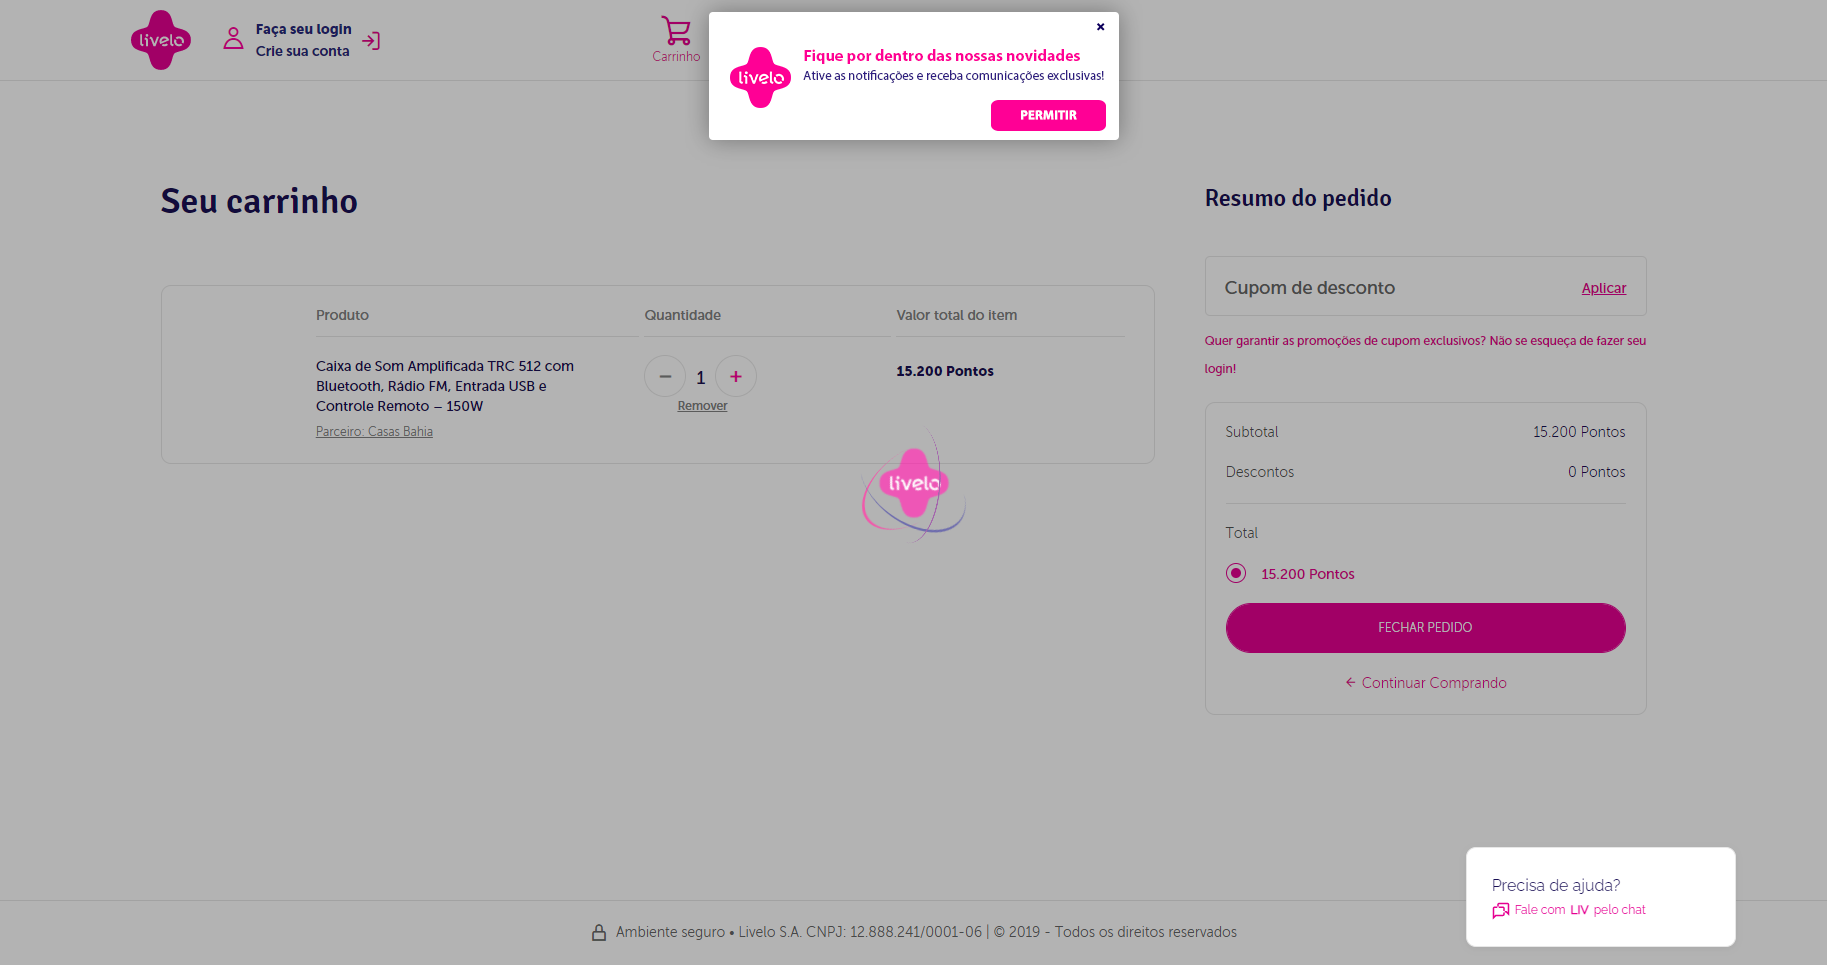 livelo
Faça seu login
Crie sua conta
Carrinho
×
livelo
Fique por dentro das nossas novidades
Ative as notificações e receba comunicações exclusivas!
PERMITIR
Seu carrinho
Produto
Quantidade
Valor total do item
Caixa de Som Amplificada TRC 512 com
Bluetooth, Rádio FM, Entrada USB e
Controle Remoto – 150W
Parceiro: Casas Bahia
− 1 +
Remover
15.200 Pontos
livelo
Resumo do pedido
Cupom de desconto
Aplicar
Quer garantir as promoções de cupom exclusivos? Não se esqueça de fazer seu
login!
Subtotal 15.200 Pontos
Descontos 0 Pontos
Total
15.200 Pontos
FECHAR PEDIDO
← Continuar Comprando
Precisa de ajuda?
Fale com LIV pelo chat
Ambiente seguro • Livelo S.A. CNPJ: 12.888.241/0001-06 | © 2019 - Todos os direitos reservados